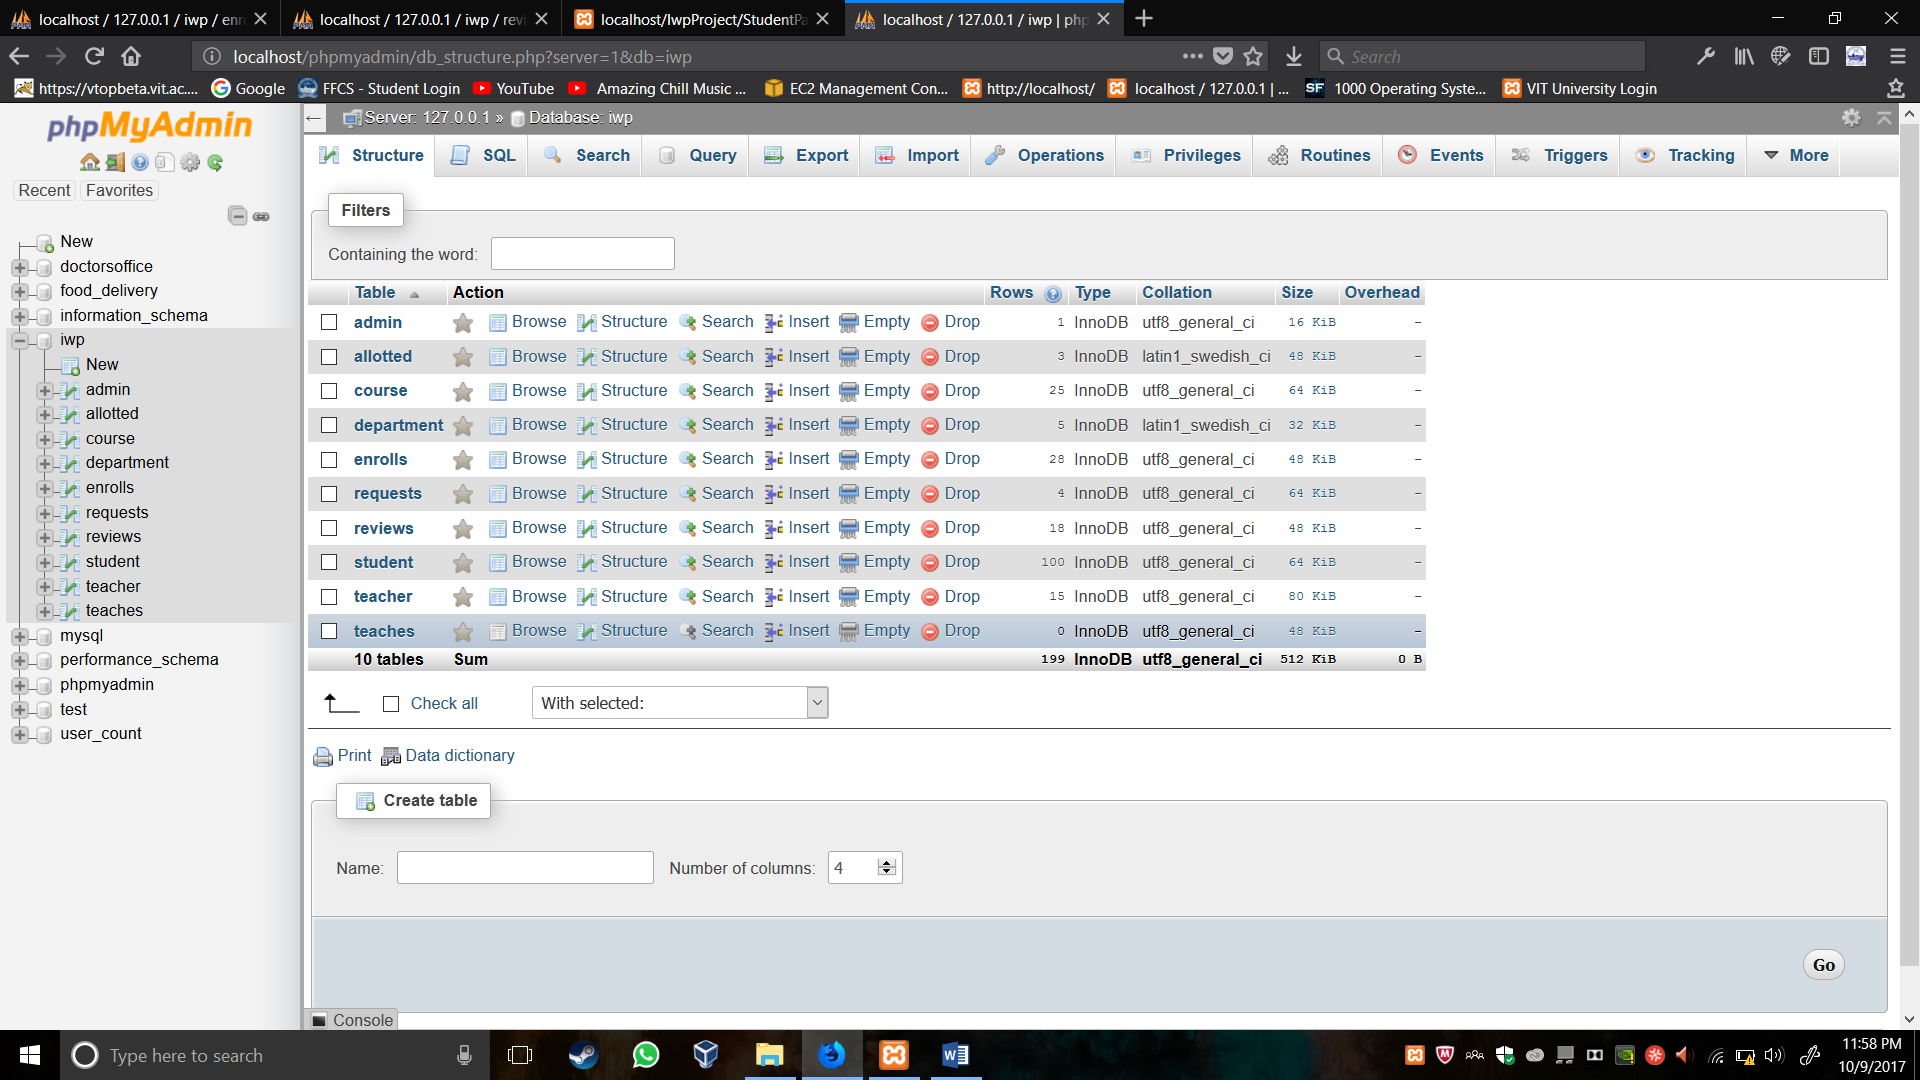 localhost / 127.0.0.1 / iwp / enr
localhost / 127.0.0.1 / iwp / revi
localhost/IwpProject/StudentPa
localhost / 127.0.0.1 / iwp | php
localhost/phpmyadmin/db_structure.php?server=1&db=iwp
Search
https://vtopbeta.vit.ac....
Google
FFCS - Student Login
YouTube
Amazing Chill Music ...
EC2 Management Con...
http://localhost/
localhost / 127.0.0.1 | ...
SF 1000 Operating Syste...
VIT University Login
phpMyAdmin
Recent Favorites
New
doctorsoffice
food_delivery
information_schema
iwp
New
admin
allotted
course
department
enrolls
requests
reviews
student
teacher
teaches
mysql
performance_schema
phpmyadmin
test
user_count
Server: 127.0.0.1 » Database: iwp
Structure SQL Search Query Export Import Operations Privileges Routines Events Triggers Tracking More
Filters
Containing the word:
Table Action Rows Type Collation Size Overhead
admin Browse Structure Search Insert Empty Drop 1 InnoDB utf8_general_ci 16 KiB -
allotted Browse Structure Search Insert Empty Drop 3 InnoDB latin1_swedish_ci 48 KiB -
course Browse Structure Search Insert Empty Drop 25 InnoDB utf8_general_ci 64 KiB -
department Browse Structure Search Insert Empty Drop 5 InnoDB latin1_swedish_ci 32 KiB -
enrolls Browse Structure Search Insert Empty Drop 28 InnoDB utf8_general_ci 48 KiB -
requests Browse Structure Search Insert Empty Drop 4 InnoDB utf8_general_ci 64 KiB -
reviews Browse Structure Search Insert Empty Drop 18 InnoDB utf8_general_ci 48 KiB -
student Browse Structure Search Insert Empty Drop 100 InnoDB utf8_general_ci 64 KiB -
teacher Browse Structure Search Insert Empty Drop 15 InnoDB utf8_general_ci 80 KiB -
teaches Browse Structure Search Insert Empty Drop 0 InnoDB utf8_general_ci 48 KiB -
10 tables Sum 199 InnoDB utf8_general_ci 512 KiB 0 B
Check all With selected:
Print Data dictionary
Create table
Name: Number of columns: 4
Go
Console
Type here to search
11:58 PM
10/9/2017